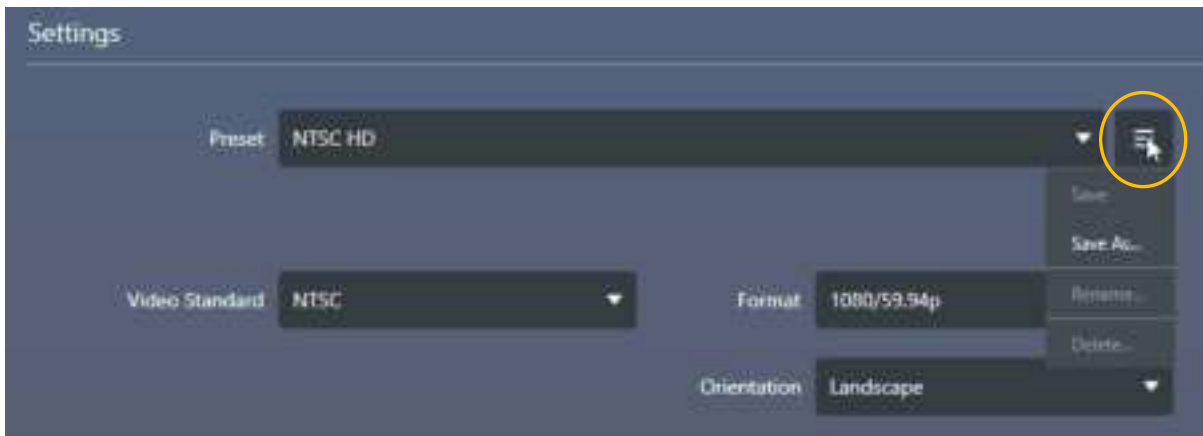 Settings
Preset NTSC HD
Save
Save As...
Video Standard NTSC Format 1080/59.94p
Rename...
Delete...
Orientation Landscape